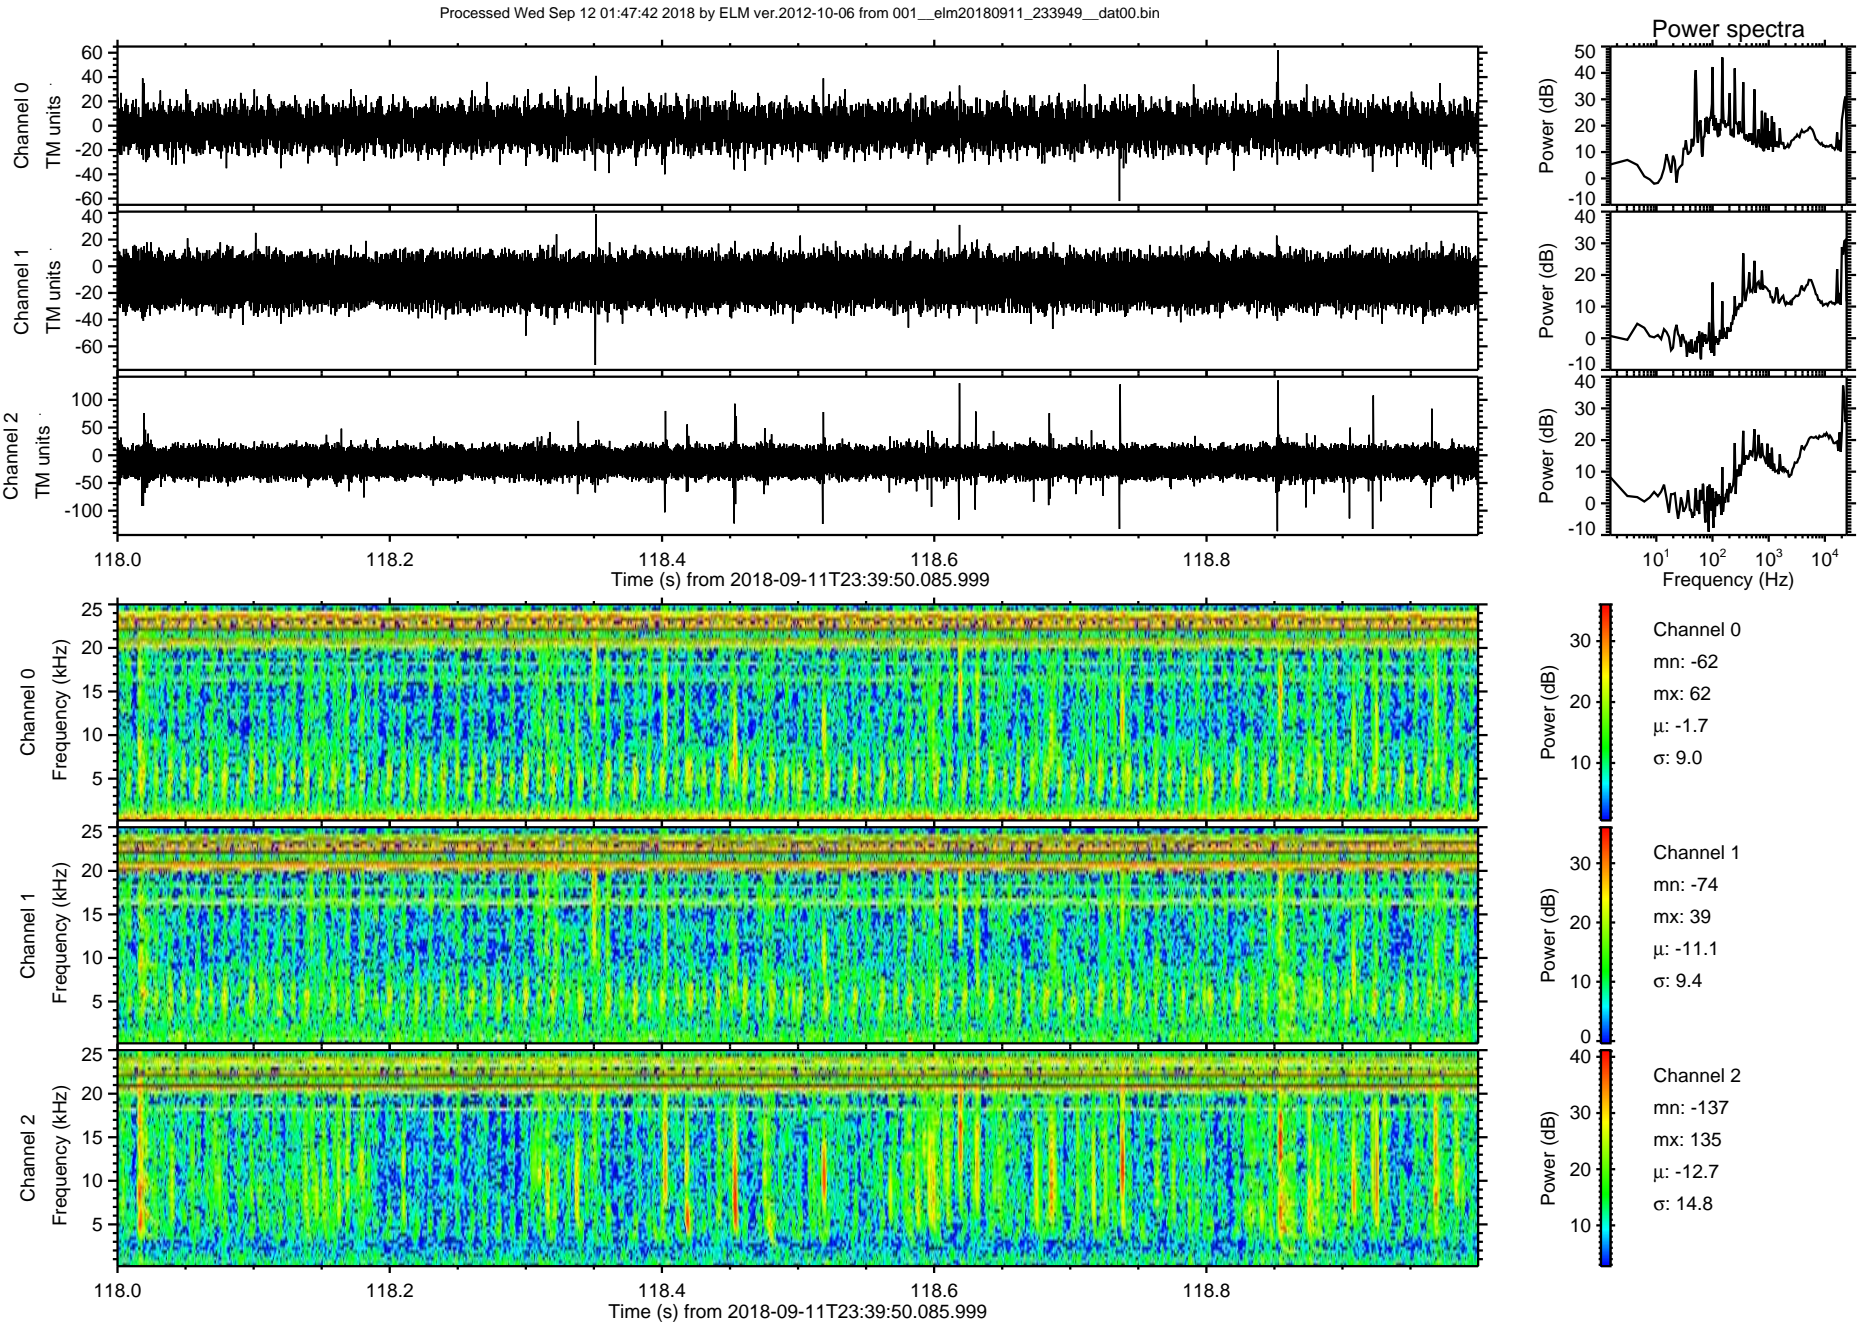 Processed Wed Sep 12 01:47:42 2018 by ELM ver.2012-10-06 from 001__elm20180911_233949__dat00.bin
Power spectra
Channel 0
TM units
60
40
20
0
-20
-40
-60
Power (dB)
50
40
30
20
10
0
-10
Channel 1
TM units
40
20
0
-20
-40
-60
Power (dB)
40
30
20
10
0
-10
Channel 2
TM units
100
50
0
-50
-100
Power (dB)
40
30
20
10
0
-10
118.0 118.2 118.4 118.6 118.8
Time (s) from 2018-09-11T23:39:50.085.999
10^1 10^2 10^3 10^4
Frequency (Hz)
Channel 0
Frequency (kHz)
25
20
15
10
5
Power (dB)
30
20
10
Channel 0
mn: -62
mx: 62
μ: -1.7
σ: 9.0
Channel 1
Frequency (kHz)
25
20
15
10
5
Power (dB)
30
20
10
0
Channel 1
mn: -74
mx: 39
μ: -11.1
σ: 9.4
Channel 2
Frequency (kHz)
25
20
15
10
5
Power (dB)
40
30
20
10
Channel 2
mn: -137
mx: 135
μ: -12.7
σ: 14.8
118.0 118.2 118.4 118.6 118.8
Time (s) from 2018-09-11T23:39:50.085.999